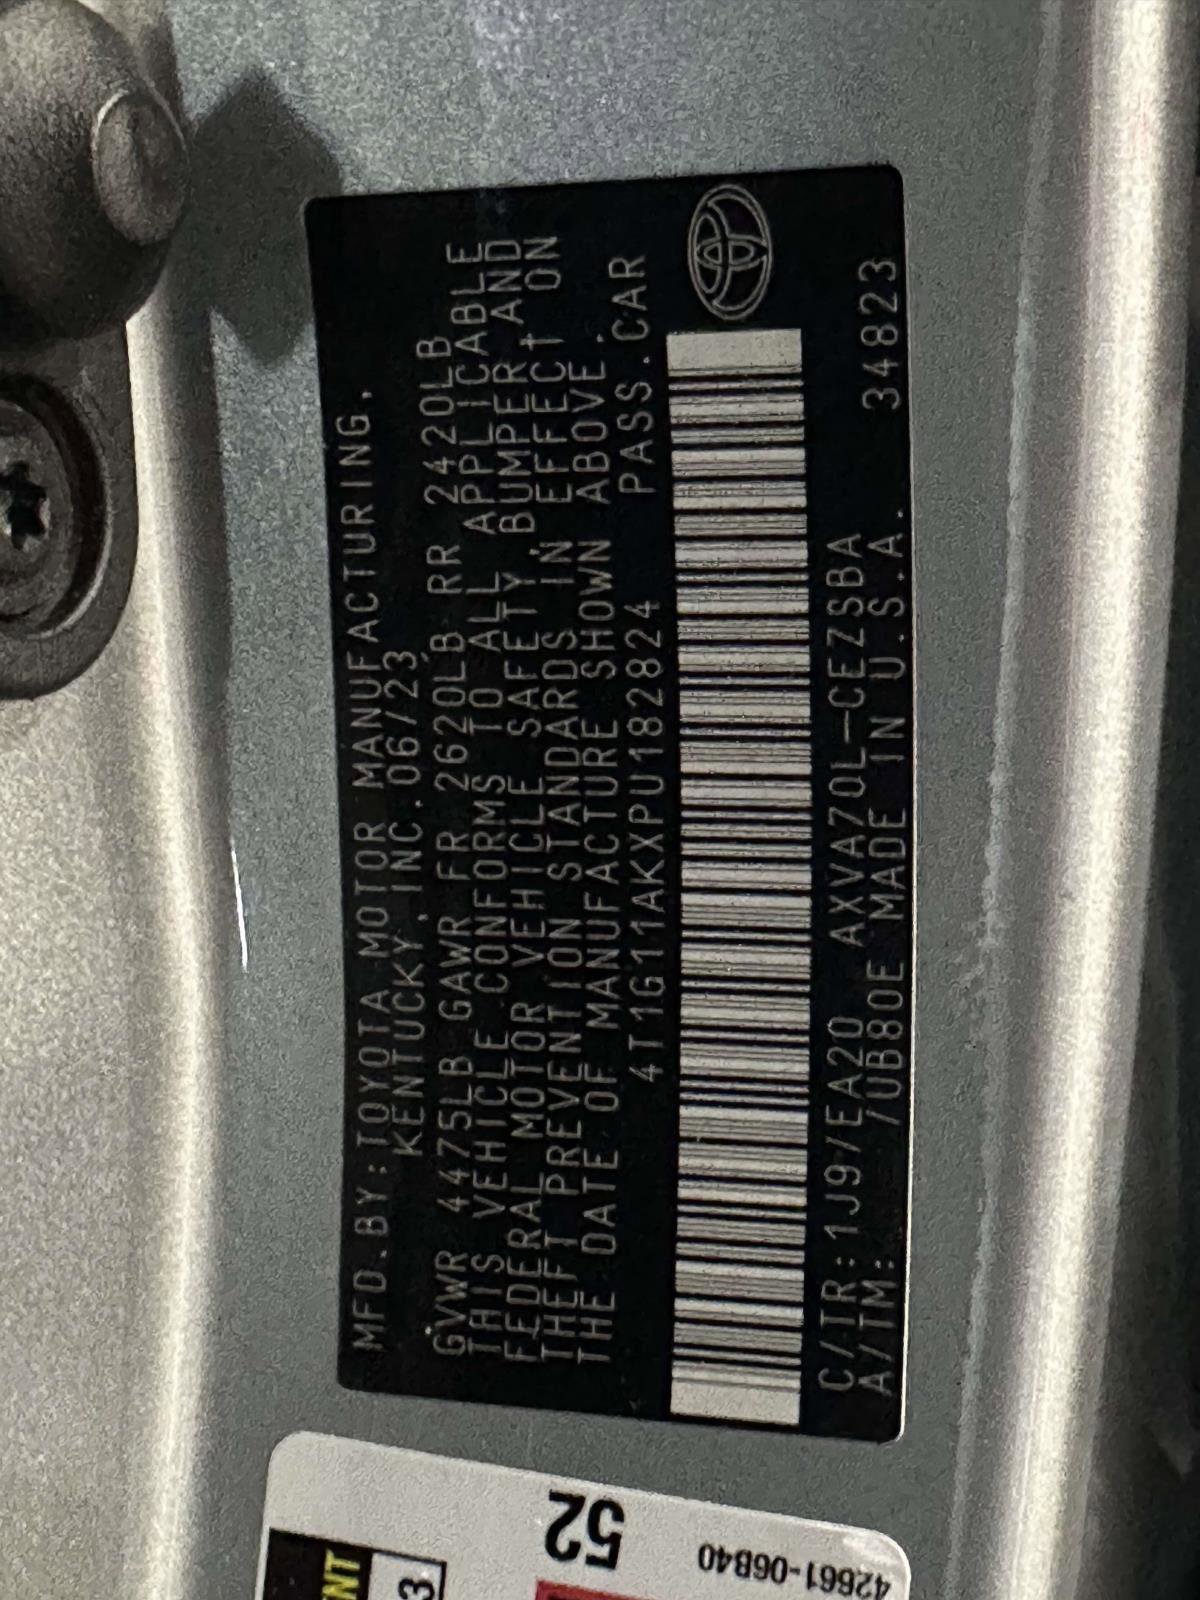 MFD.BY:TOYOTA MOTOR MANUFACTURING,
KENTUCKY, INC.06/23
GVWR 4475LB GAWR FR 2620LB RR 2420LB
THIS VEHICLE CONFORMS TO ALL APPLICABLE
FEDERAL MOTOR VEHICLE SAFETY, BUMPER, AND
THEFT PREVENTION STANDARDS IN EFFECT ON
THE DATE OF MANUFACTURE SHOWN ABOVE.
4T1G11AKXPU182824 PASS.CAR
C/TR:1J9/EA20 AXVA70L-CEZSBA 34823
A/TM: /UB80E MADE IN U.S.A.
52
42661-06B40